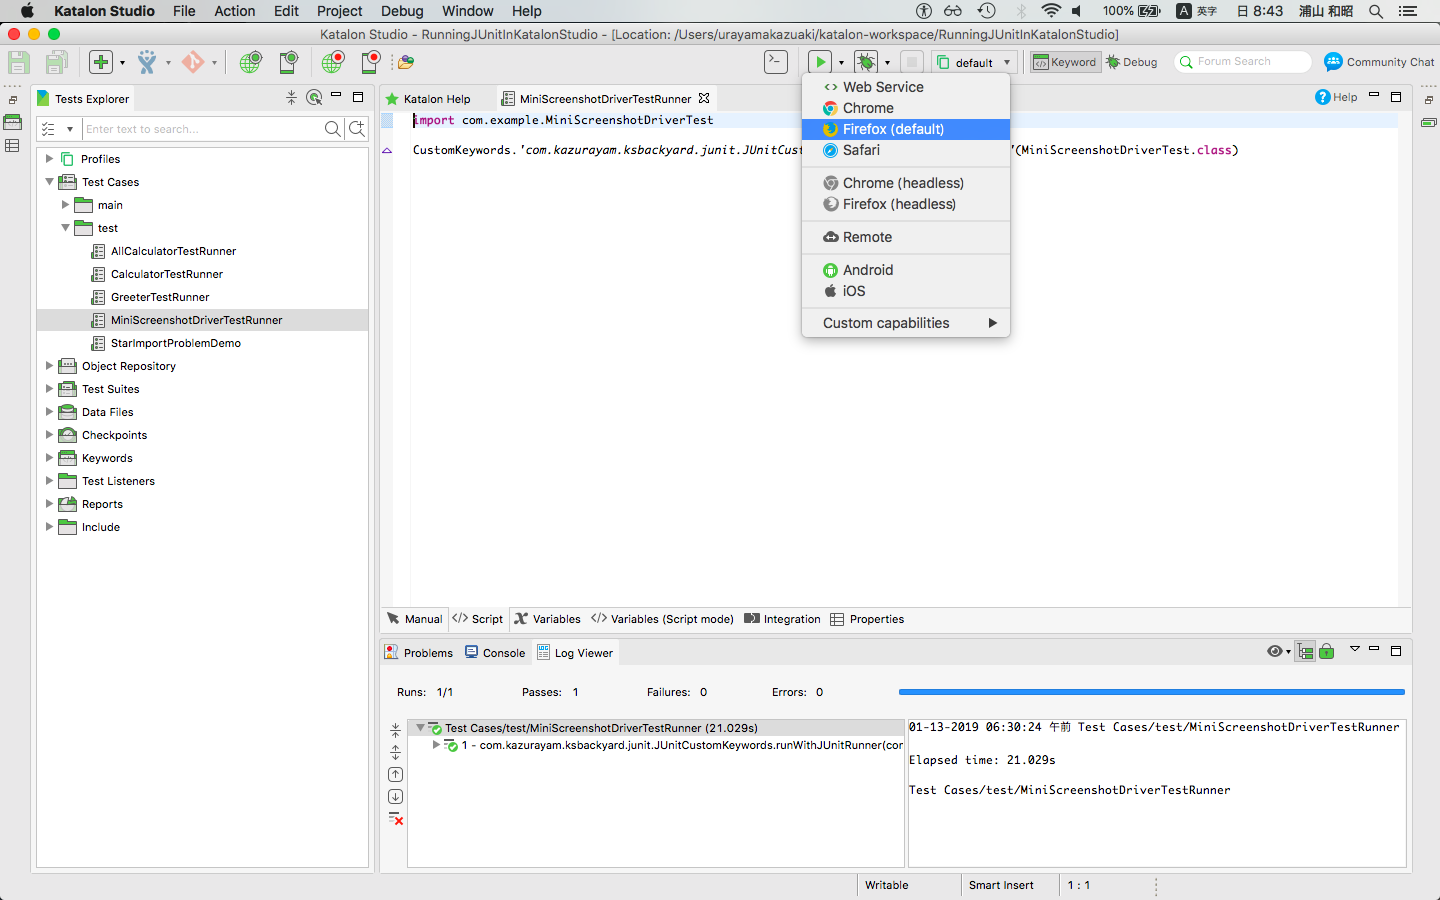 Katalon Studio File Action Edit Project Debug Window Help 100% A 英字 日 8:43 浦山 和昭
Katalon Studio - RunningJUnitInKatalonStudio - [Location: /Users/urayamakazuaki/katalon-workspace/RunningJUnitInKatalonStudio]
default Keyword Debug Forum Search Community Chat
Tests Explorer
Enter text to search...
Profiles
Test Cases
main
test
AllCalculatorTestRunner
CalculatorTestRunner
GreeterTestRunner
MiniScreenshotDriverTestRunner
StarImportProblemDemo
Object Repository
Test Suites
Data Files
Checkpoints
Keywords
Test Listeners
Reports
Include
Katalon Help MiniScreenshotDriverTestRunner Help
import com.example.MiniScreenshotDriverTest
CustomKeywords.'com.kazurayam.ksbackyard.junit.JUnitCus
'(MiniScreenshotDriverTest.class)
Web Service
Chrome
Firefox (default)
Safari
Chrome (headless)
Firefox (headless)
Remote
Android
iOS
Custom capabilities
Manual Script Variables Variables (Script mode) Integration Properties
Problems Console Log Viewer
Runs: 1/1 Passes: 1 Failures: 0 Errors: 0
Test Cases/test/MiniScreenshotDriverTestRunner (21.029s)
1 - com.kazurayam.ksbackyard.junit.JUnitCustomKeywords.runWithJUnitRunner(cor
01-13-2019 06:30:24 午前 Test Cases/test/MiniScreenshotDriverTestRunner
Elapsed time: 21.029s
Test Cases/test/MiniScreenshotDriverTestRunner
Writable Smart Insert 1 : 1